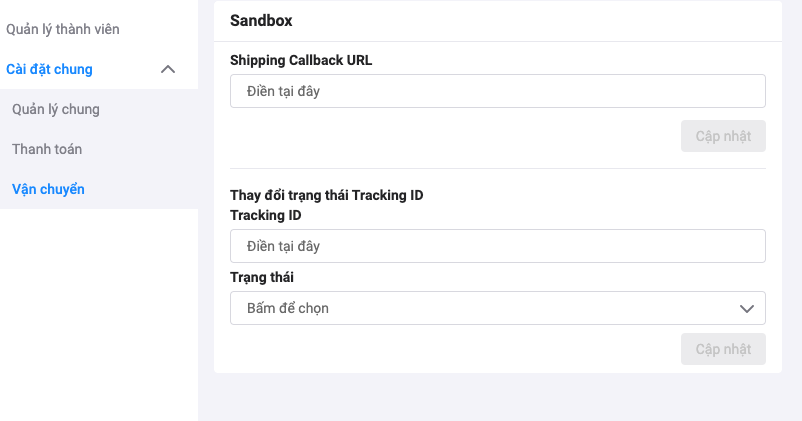 Quản lý thành viên
Cài đặt chung
Quản lý chung
Thanh toán
Vận chuyển
Sandbox
Shipping Callback URL
Điền tại đây
Cập nhật
Thay đổi trạng thái Tracking ID
Tracking ID
Điền tại đây
Trạng thái
Bấm để chọn
Cập nhật